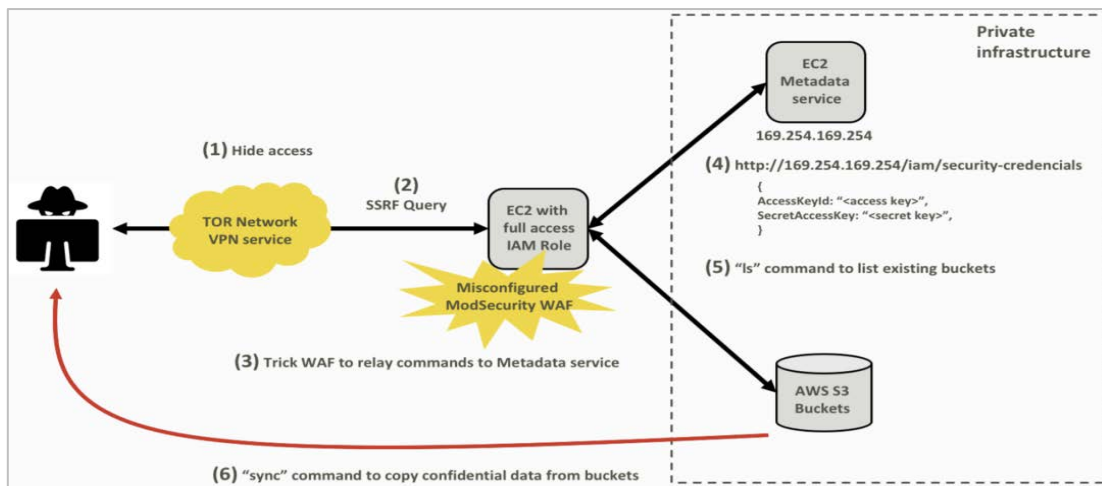 Private
infrastructure
EC2
Metadata
service
169.254.169.254
(1) Hide access
(2)
SSRF Query
(4) http://169.254.169.254/iam/security-credencials
{
AccessKeyId: “<access key>”,
SecretAccessKey: “<secret key>”,
}
TOR Network
VPN service
EC2 with
full access
IAM Role
Misconfigured
ModSecurity WAF
(5) “ls” command to list existing buckets
(3) Trick WAF to relay commands to Metadata service
AWS S3
Buckets
(6) “sync” command to copy confidential data from buckets